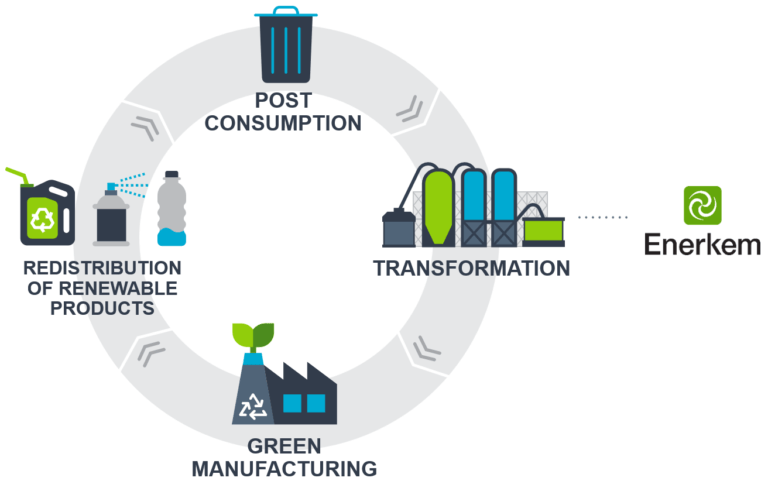 POST
CONSUMPTION
TRANSFORMATION
Enerkem
REDISTRIBUTION
OF RENEWABLE
PRODUCTS
GREEN
MANUFACTURING